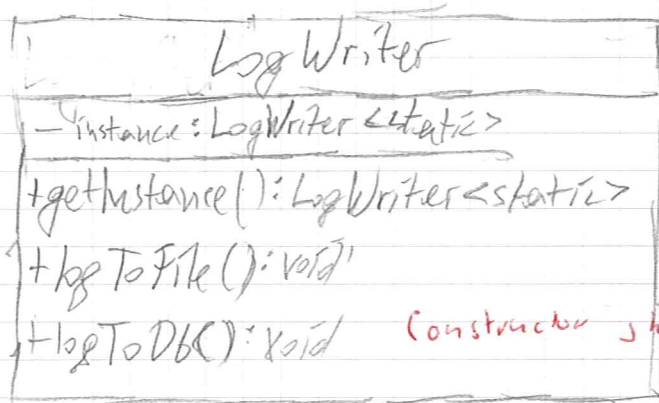 LogWriter
- instance: LogWriter <static>
+getInstance(): LogWriter <static>
+logToFile(): void
+logToDb(): void
Constructor